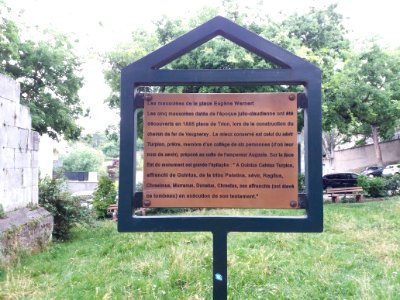 Les mausolées de la place Eugène Wernert
Les cinq mausolées datés de l'époque julio-claudienne ont été
découverts en 1885 place de Trion, lors de la construction du
chemin de fer de Vaugneray. Le mieux conservé est celui du sévir
Turpion, prêtre, membre d'un collège de six personnes (d'où leur
nom de sévir), préposé au culte de l'empereur Auguste. Sur la face
Est du monument est gravée l'épitaphe : " A Quintus Calvius Turpion,
affranchi de Quintus, de la tribu Palatina, sévir, Regulus,
Chresimus, Donatus, Chrestus, ses affranchis (ont élevé
ce tombeau) en exécution de son testament."